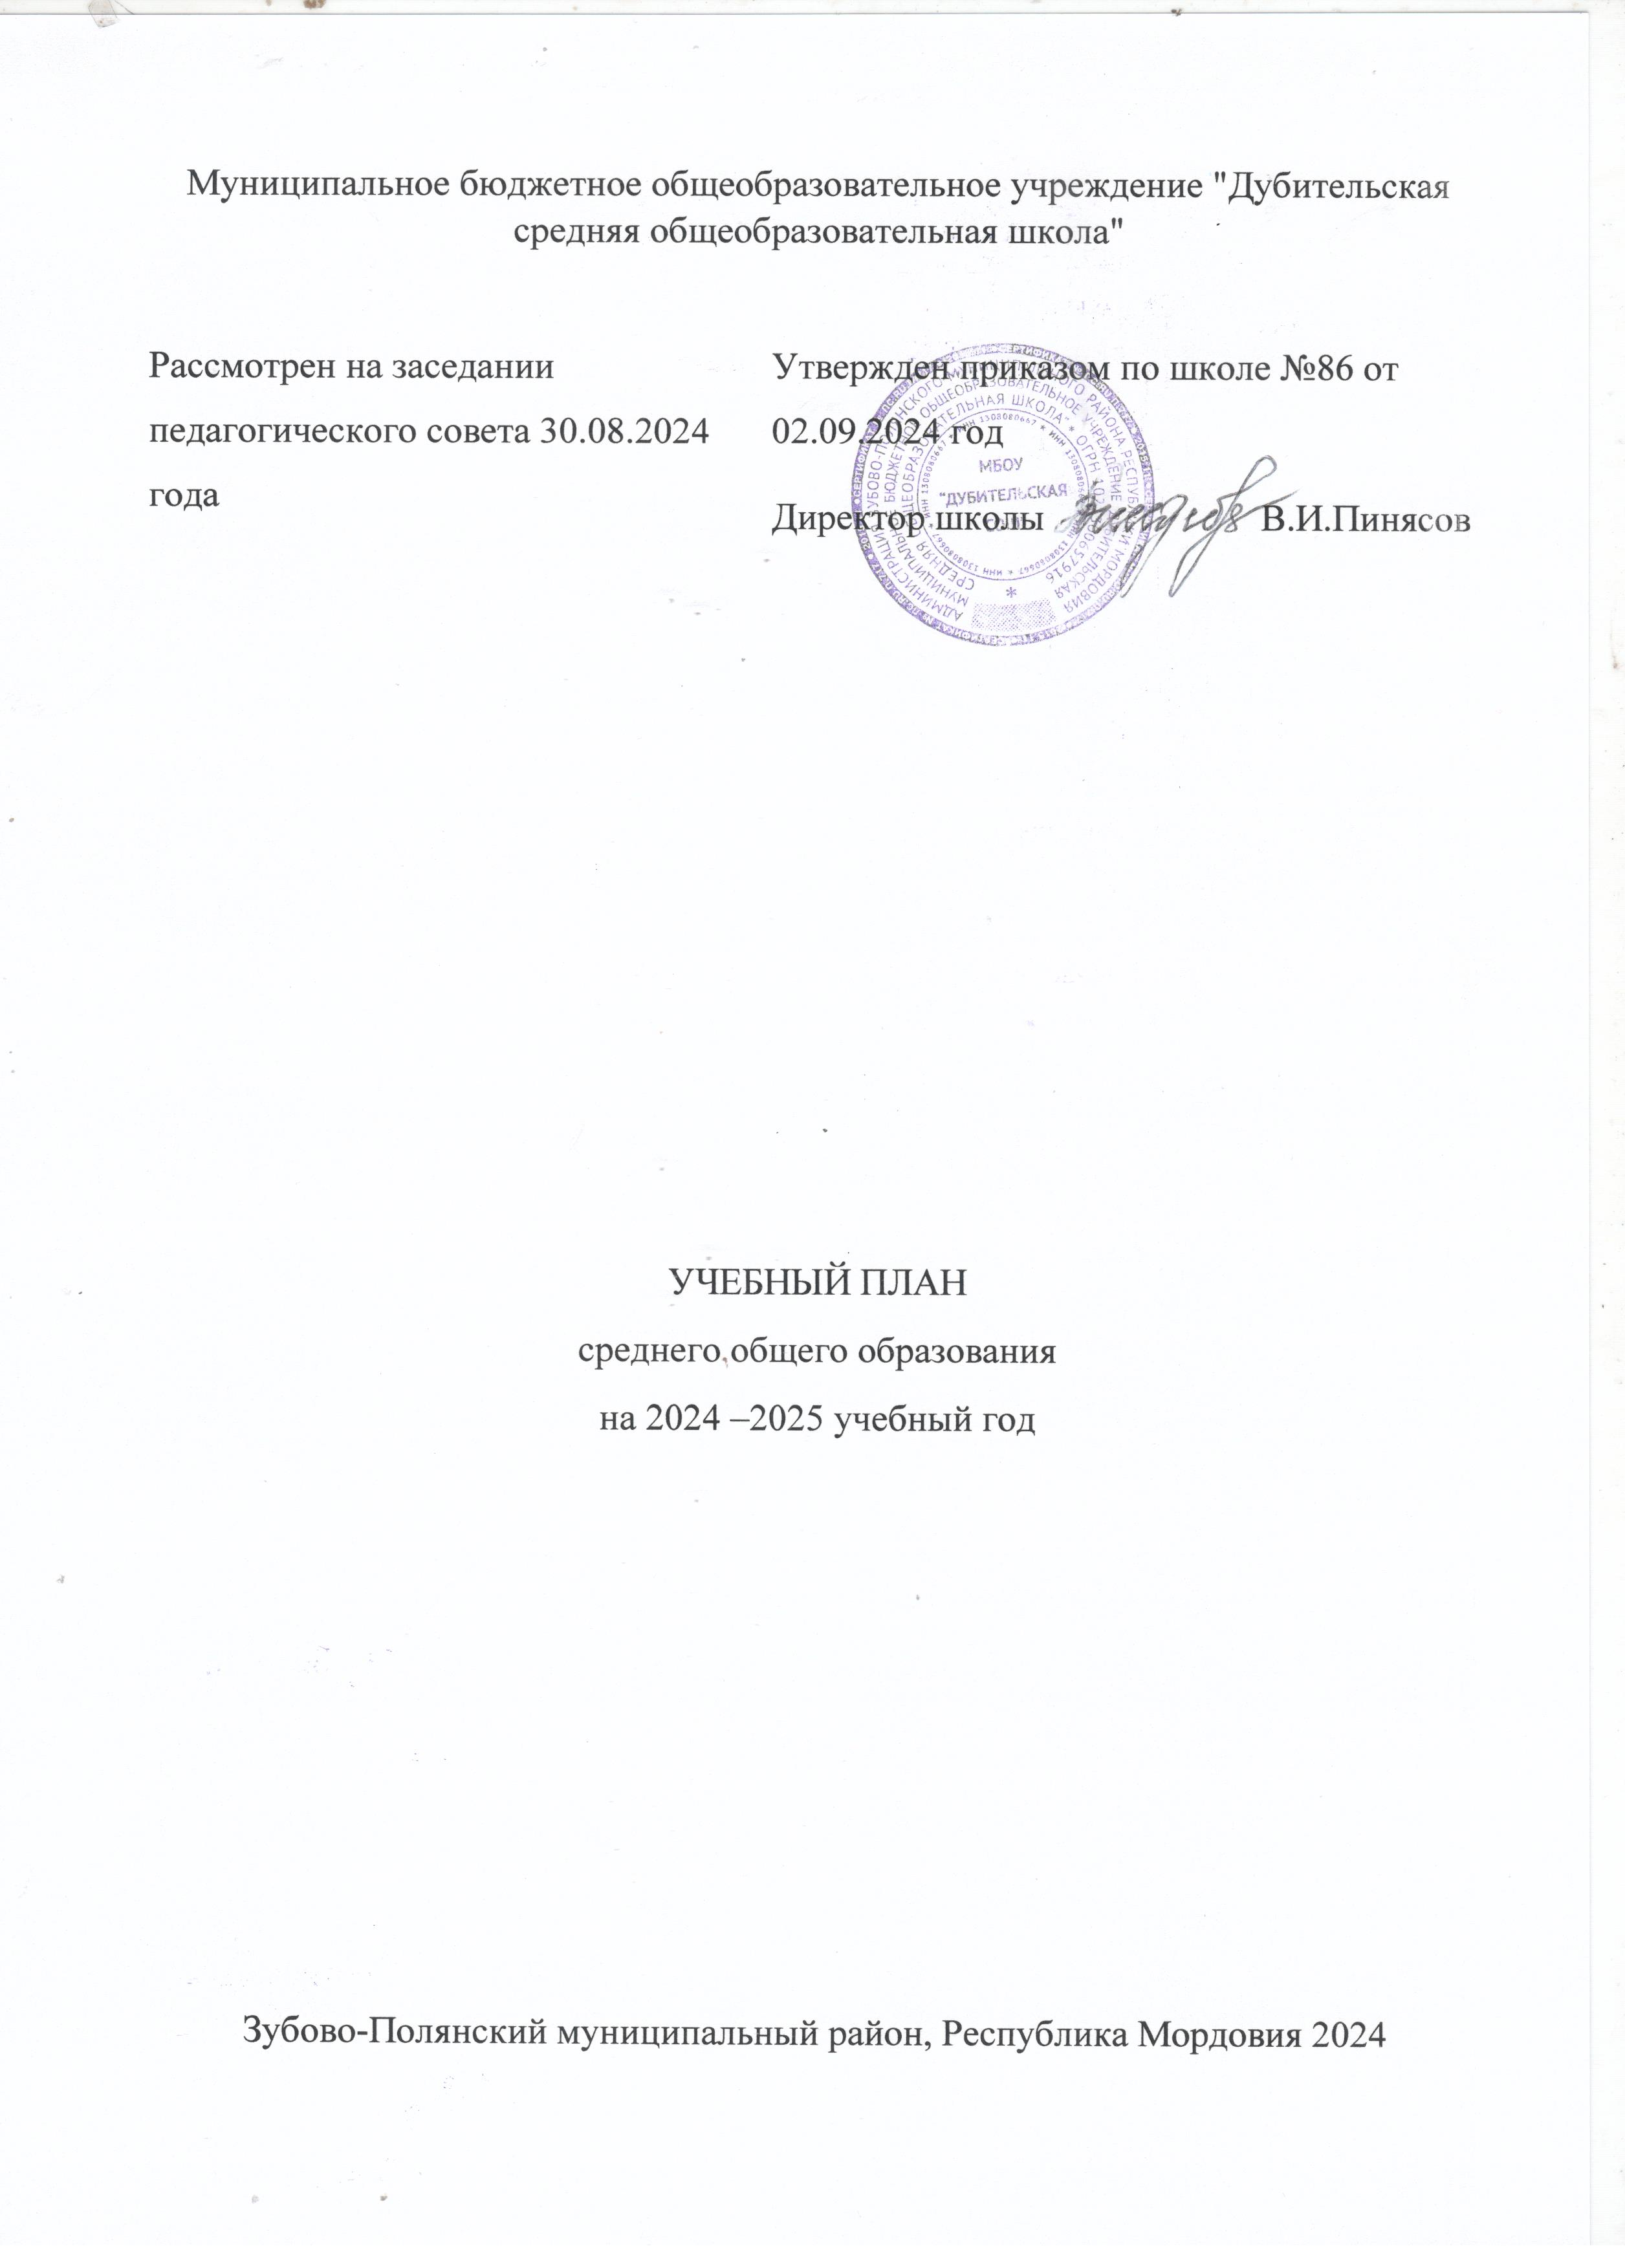 Муниципальное бюджетное общеобразовательное учреждение "Дубительская
средняя общеобразовательная школа"
Рассмотрен на заседании
педагогического совета 30.08.2024
года
Утвержден приказом по школе №86 от
02.09.2024 год
Директор школы
В.И.Пинясов
МБОУ
"ДУБИТЕЛЬСКАЯ
УЧЕБНЫЙ ПЛАН
среднего общего образования
на 2024 –2025 учебный год
Зубово-Полянский муниципальный район, Республика Мордовия 2024